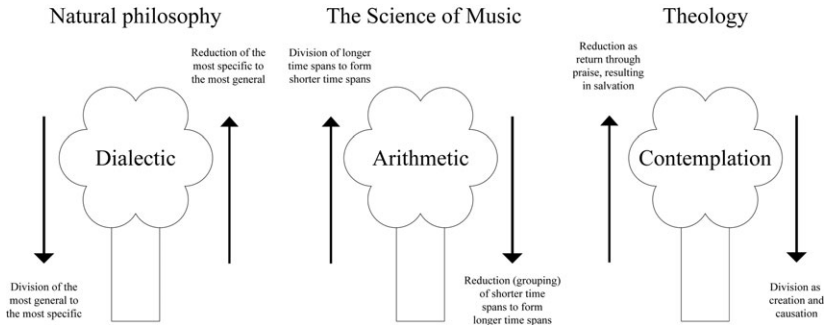 Natural philosophy
Reduction of the
most specific to
the most general
Dialectic
Division of the
most general to
the most specific
The Science of Music
Division of longer
time spans to form
shorter time spans
Arithmetic
Reduction (grouping)
of shorter time
spans to form
longer time spans
Theology
Reduction as
return through
praise, resulting
in salvation
Contemplation
Division as
creation and
causation